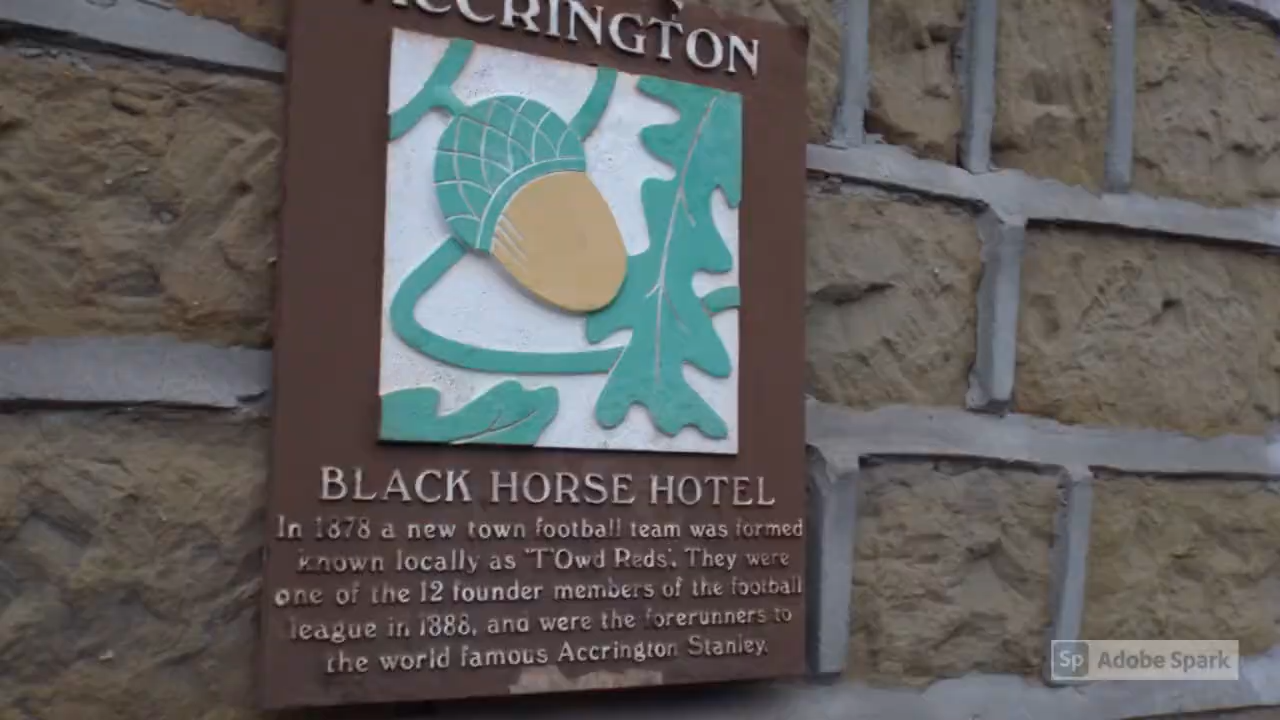 ACCRINGTON
BLACK HORSE HOTEL
In 1878 a new town football team was formed
known locally as 'T'Owd Reds'. They were
one of the 12 founder members of the football
league in 1888, and were the forerunners to
the world famous Accrington Stanley.
Sp Adobe Spark